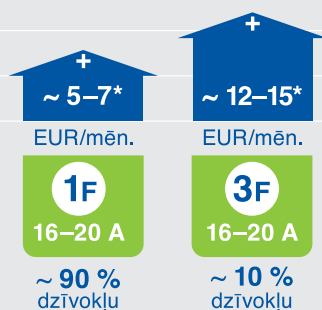 +
~ 5–7*
EUR/mēn.
1F
16–20 A
~ 90 %
dzīvokļu
+
~ 12–15*
EUR/mēn.
3F
16–20 A
~ 10 %
dzīvokļu